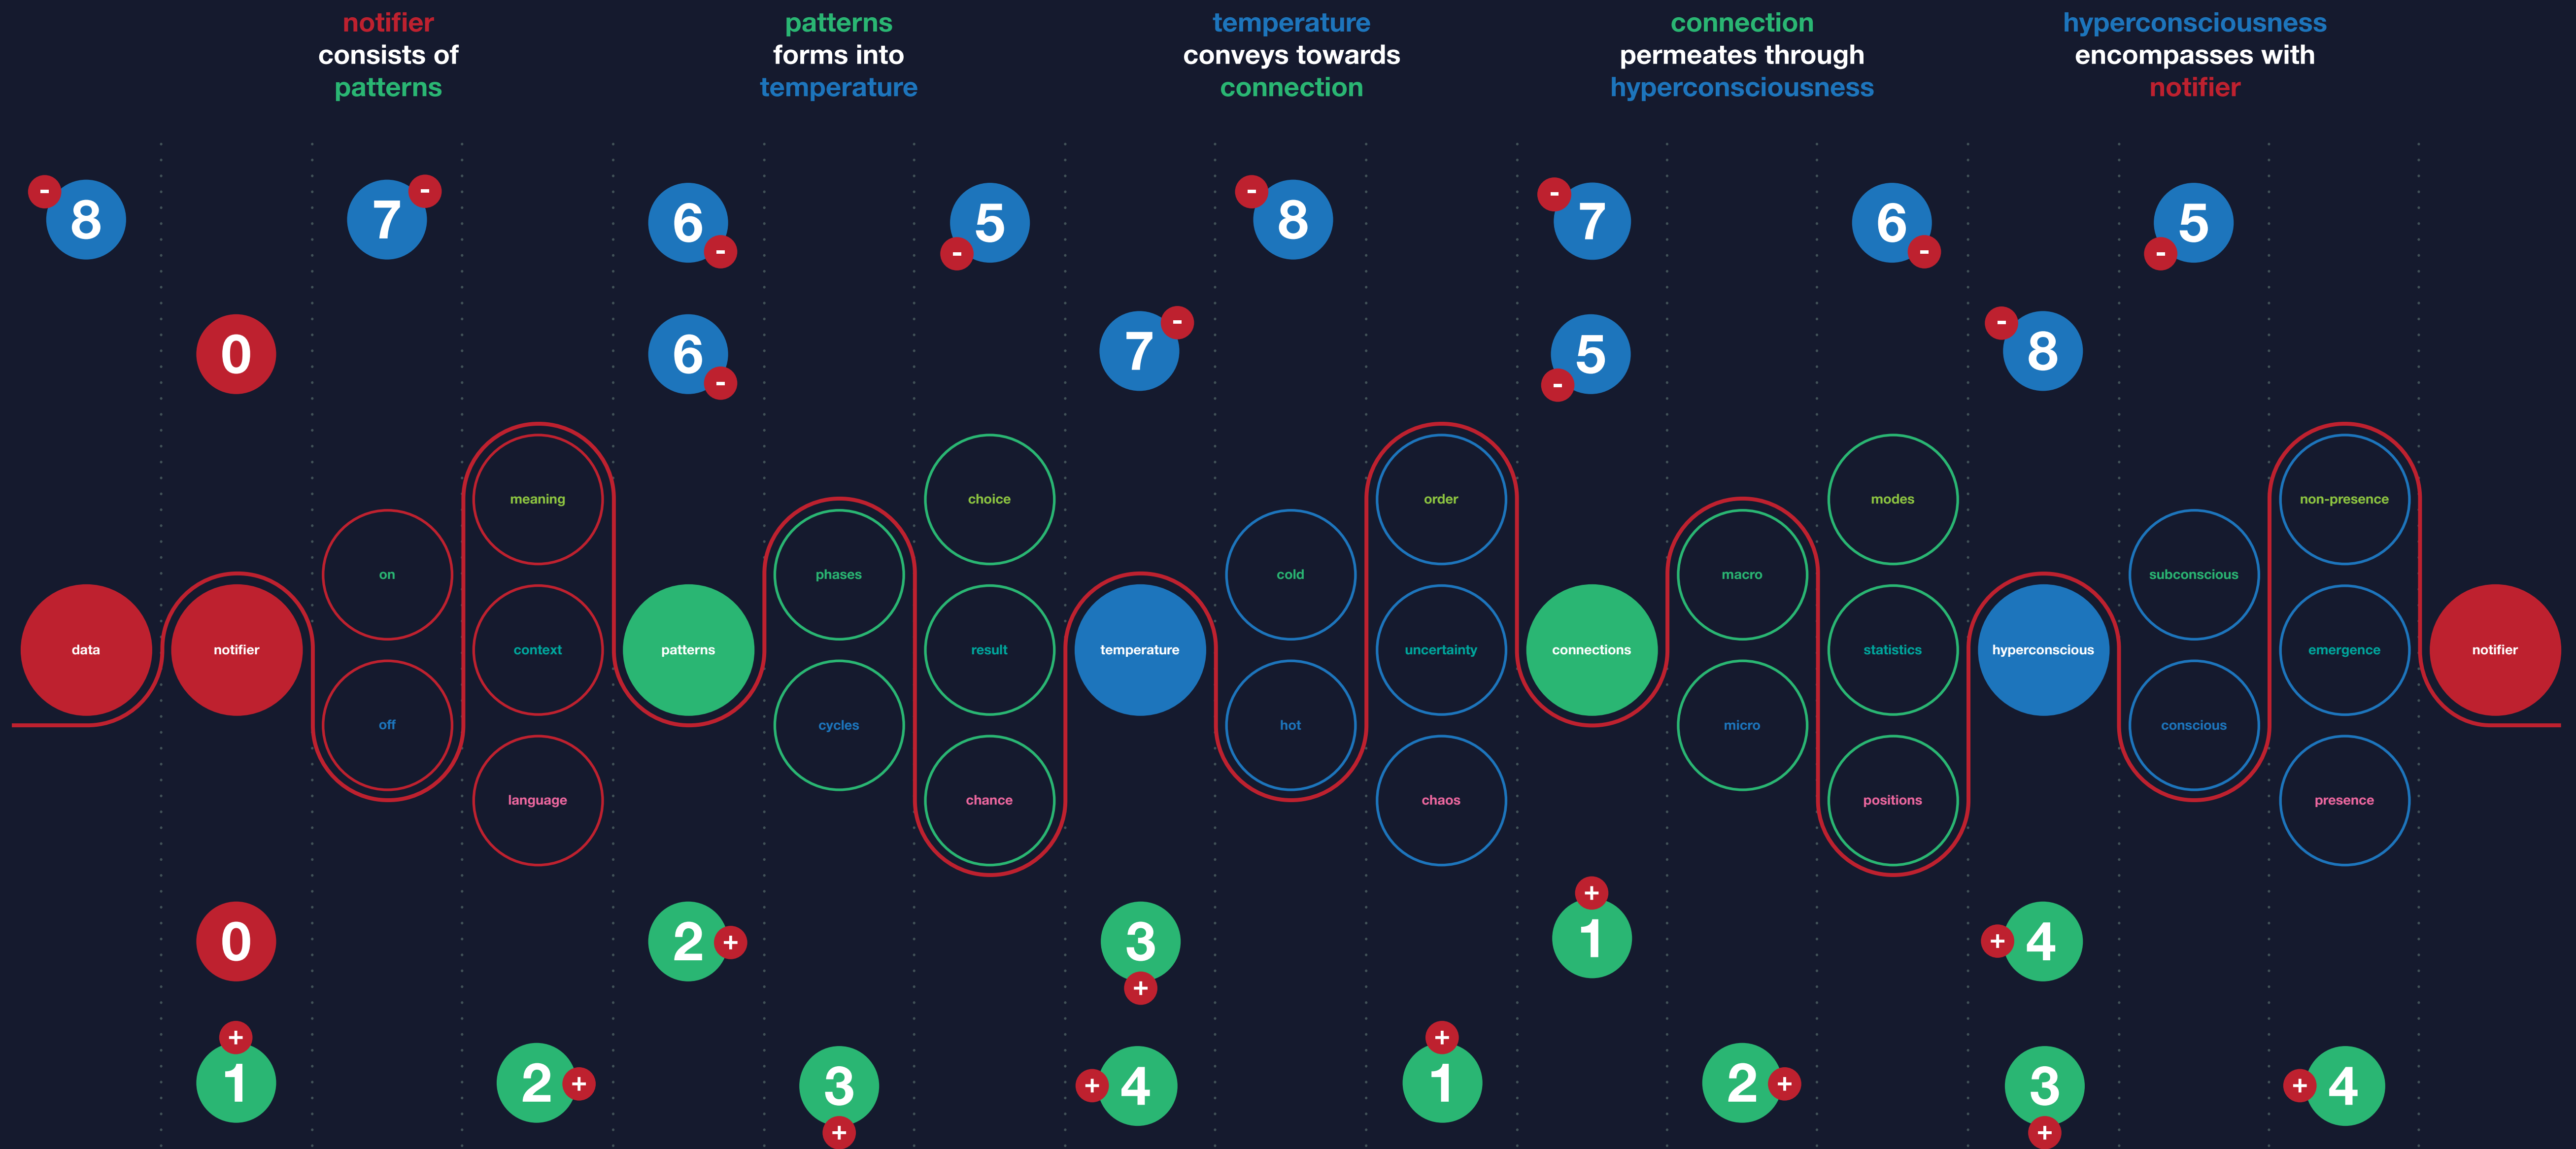 notifier
consists of
patterns
patterns
forms into
temperature
temperature
conveys towards
connection
connection
permeates through
hyperconsciousness
hyperconsciousness
encompasses with
notifier
- 8
7 -
6 -
5 -
- 8
- 7
6 -
5 -
0
6 -
7 -
5 -
- 8
data
notifier
on
off
meaning
context
language
patterns
phases
cycles
choice
result
chance
temperature
cold
hot
order
uncertainty
chaos
connections
macro
micro
modes
statistics
positions
hyperconscious
subconscious
conscious
non-presence
emergence
presence
notifier
0
2 +
3 +
+ 1
+ 4
+ 1
2 +
3 +
+ 4
+ 1
2 +
3 +
+ 4